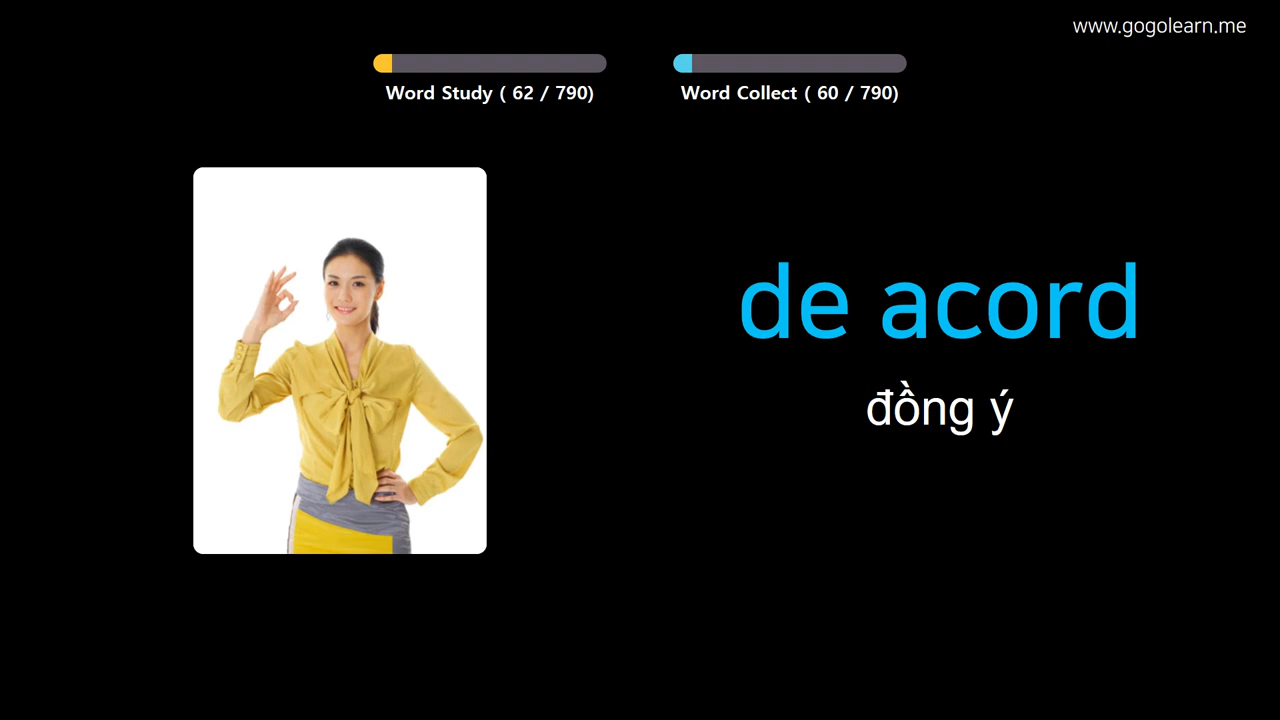 www.gogolearn.me
Word Study ( 62 / 790)
Word Collect ( 60 / 790)
de acord
đồng ý